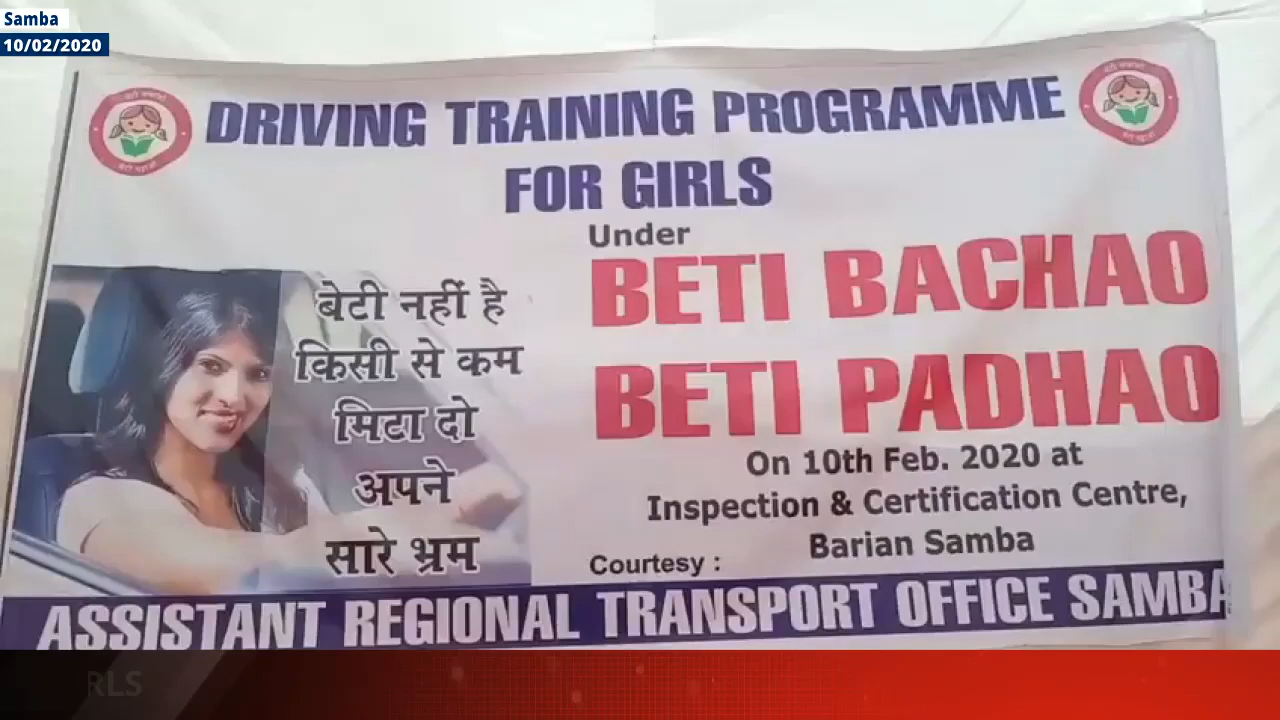 Samba
10/02/2020
DRIVING TRAINING PROGRAMME
FOR GIRLS
Under
BETI BACHAO
BETI PADHAO
बेटी नहीं है
किसी से कम
मिटा दो
अपने
सारे भ्रम
On 10th Feb. 2020 at
Inspection & Certification Centre,
Barian Samba
Courtesy :
ASSISTANT REGIONAL TRANSPORT OFFICE SAMBA
RLS